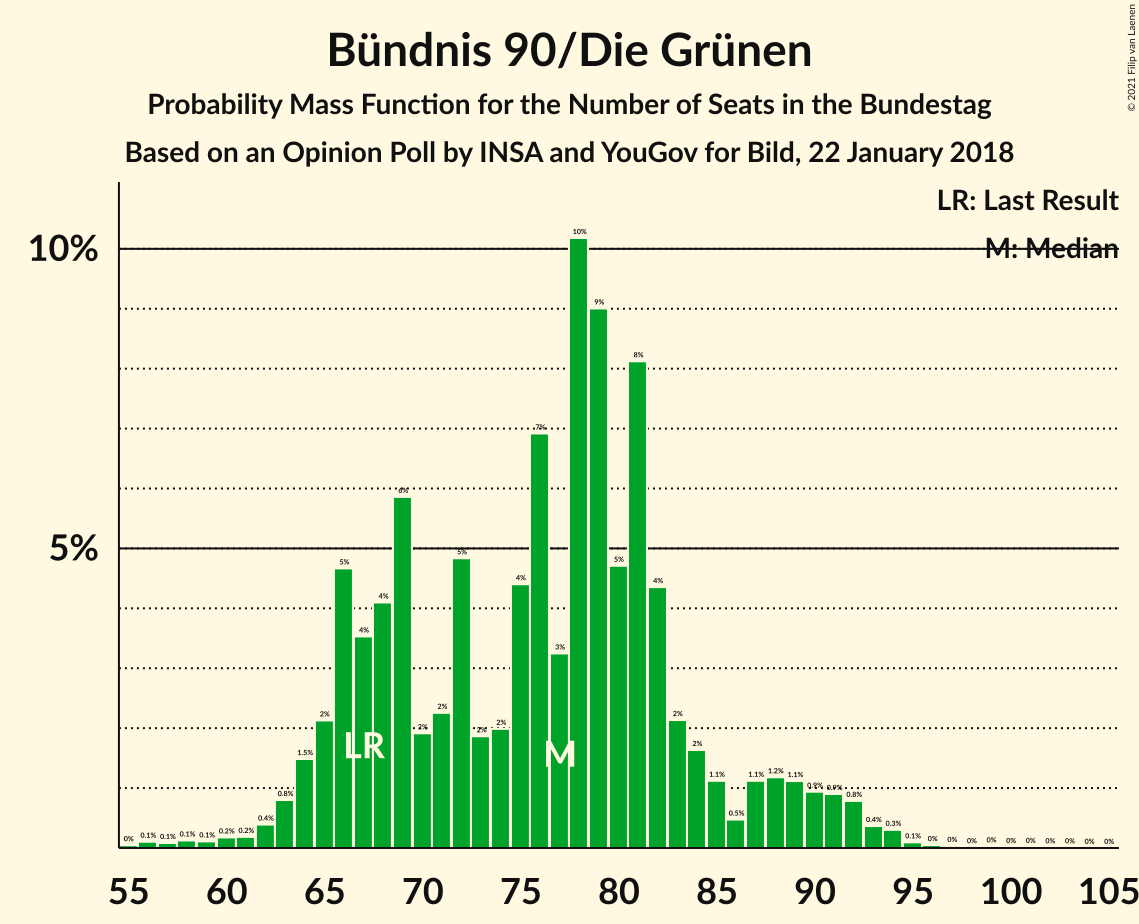 Bündnis 90/Die Grünen
Probability Mass Function for the Number of Seats in the Bundestag
Based on an Opinion Poll by INSA and YouGov for Bild, 22 January 2018
© 2021 Filip van Laenen
LR: Last Result
M: Median
10%
5%
0% 0.1% 0.1% 0.1% 0.1% 0.2% 0.2% 0.4% 0.8% 1.5% 2% 5% 4% 4% 6% 2% 2% 5% 2% 2% 4% 7% 3% 10% 9% 5% 8% 4% 2% 2% 1.1% 0.5% 1.1% 1.2% 1.1% 0.9% 0.9% 0.8% 0.4% 0.3% 0.1% 0% 0% 0% 0% 0% 0% 0% 0% 0% 0%
LR
M
55 60 65 70 75 80 85 90 95 100 105